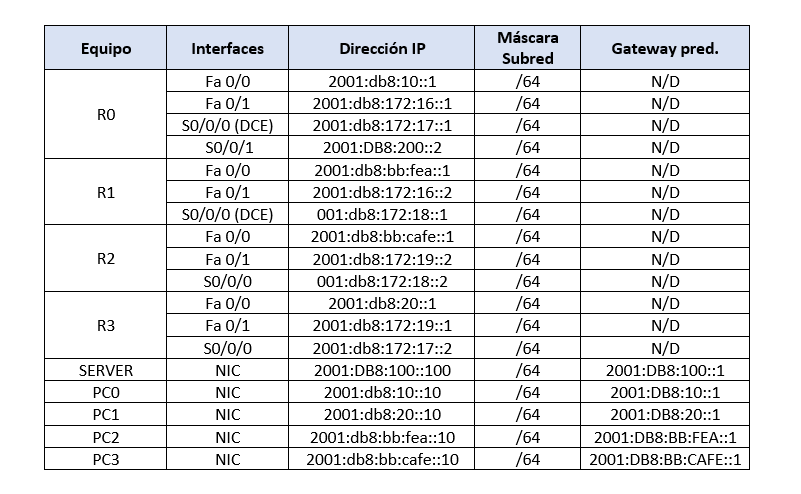 Equipo Interfaces Dirección IP Máscara Subred Gateway pred.
R0 Fa 0/0 2001:db8:10::1 /64 N/D
Fa 0/1 2001:db8:172:16::1 /64 N/D
S0/0/0 (DCE) 2001:db8:172:17::1 /64 N/D
S0/0/1 2001:DB8:200::2 /64 N/D
R1 Fa 0/0 2001:db8:bb:fea::1 /64 N/D
Fa 0/1 2001:db8:172:16::2 /64 N/D
S0/0/0 (DCE) 001:db8:172:18::1 /64 N/D
R2 Fa 0/0 2001:db8:bb:cafe::1 /64 N/D
Fa 0/1 2001:db8:172:19::2 /64 N/D
S0/0/0 001:db8:172:18::2 /64 N/D
R3 Fa 0/0 2001:db8:20::1 /64 N/D
Fa 0/1 2001:db8:172:19::1 /64 N/D
S0/0/0 2001:db8:172:17::2 /64 N/D
SERVER NIC 2001:DB8:100::100 /64 2001:DB8:100::1
PC0 NIC 2001:db8:10::10 /64 2001:DB8:10::1
PC1 NIC 2001:db8:20::10 /64 2001:DB8:20::1
PC2 NIC 2001:db8:bb:fea::10 /64 2001:DB8:BB:FEA::1
PC3 NIC 2001:db8:bb:cafe::10 /64 2001:DB8:BB:CAFE::1